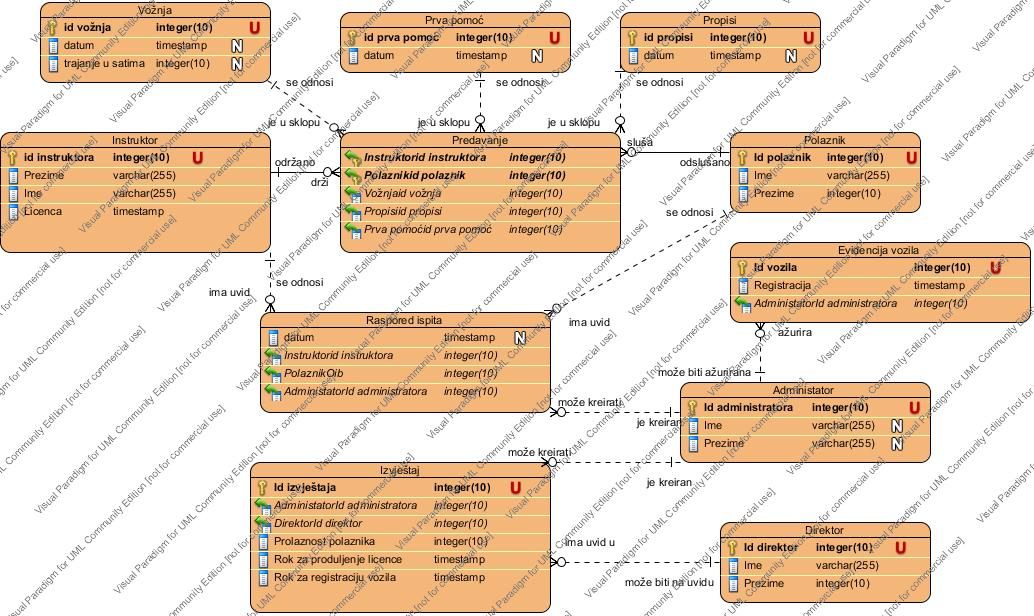 Vožnja
id vožnja integer(10) U
datum timestamp N
trajanje u satima integer(10) N
Prva pomoć
id prva pomoć integer(10) U
datum timestamp N
Propisi
id propisi integer(10) U
datum timestamp N
se odnosi
se odnosi
se odnosi
je u sklopu
je u sklopu
je u sklopu
Instruktor
id instruktora integer(10) U
Prezime varchar(255)
Ime varchar(255)
Licenca timestamp
održano
drži
Predavanje
Instruktorid instruktora integer(10)
Polaznikid polaznik integer(10)
Vožnjaid vožnja integer(10)
Propisiid propisi integer(10)
Prva pomoćid prva pomoć integer(10)
sluša
odslušano
Polaznik
Id polaznik integer(10) U
Ime varchar(255)
Prezime integer(10)
se odnosi
Evidencija vozila
Id vozila integer(10) U
Registracija timestamp
AdministatorId administratora integer(10)
se odnosi
ima uvid
ima uvid
ažurira
može biti ažurirana
Raspored ispita
datum timestamp N
Instruktorid instruktora integer(10)
PolaznikOib integer(10)
AdministatorId administratora integer(10)
može kreirati
je kreiran
Administator
Id administratora integer(10) U
Ime varchar(255) N
Prezime varchar(255) N
može kreirati
je kreiran
Izvještaj
Id izvještaja integer(10) U
AdministatorId administratora integer(10)
DirektorId direktor integer(10)
Prolaznost polaznika integer(10)
Rok za produljenje licence timestamp
Rok za registraciju vozila timestamp
ima uvid u
može biti na uvidu
Direktor
Id direktor integer(10) U
Ime varchar(255)
Prezime integer(10)
Visual Paradigm for UML Community Edition [not for commercial use]